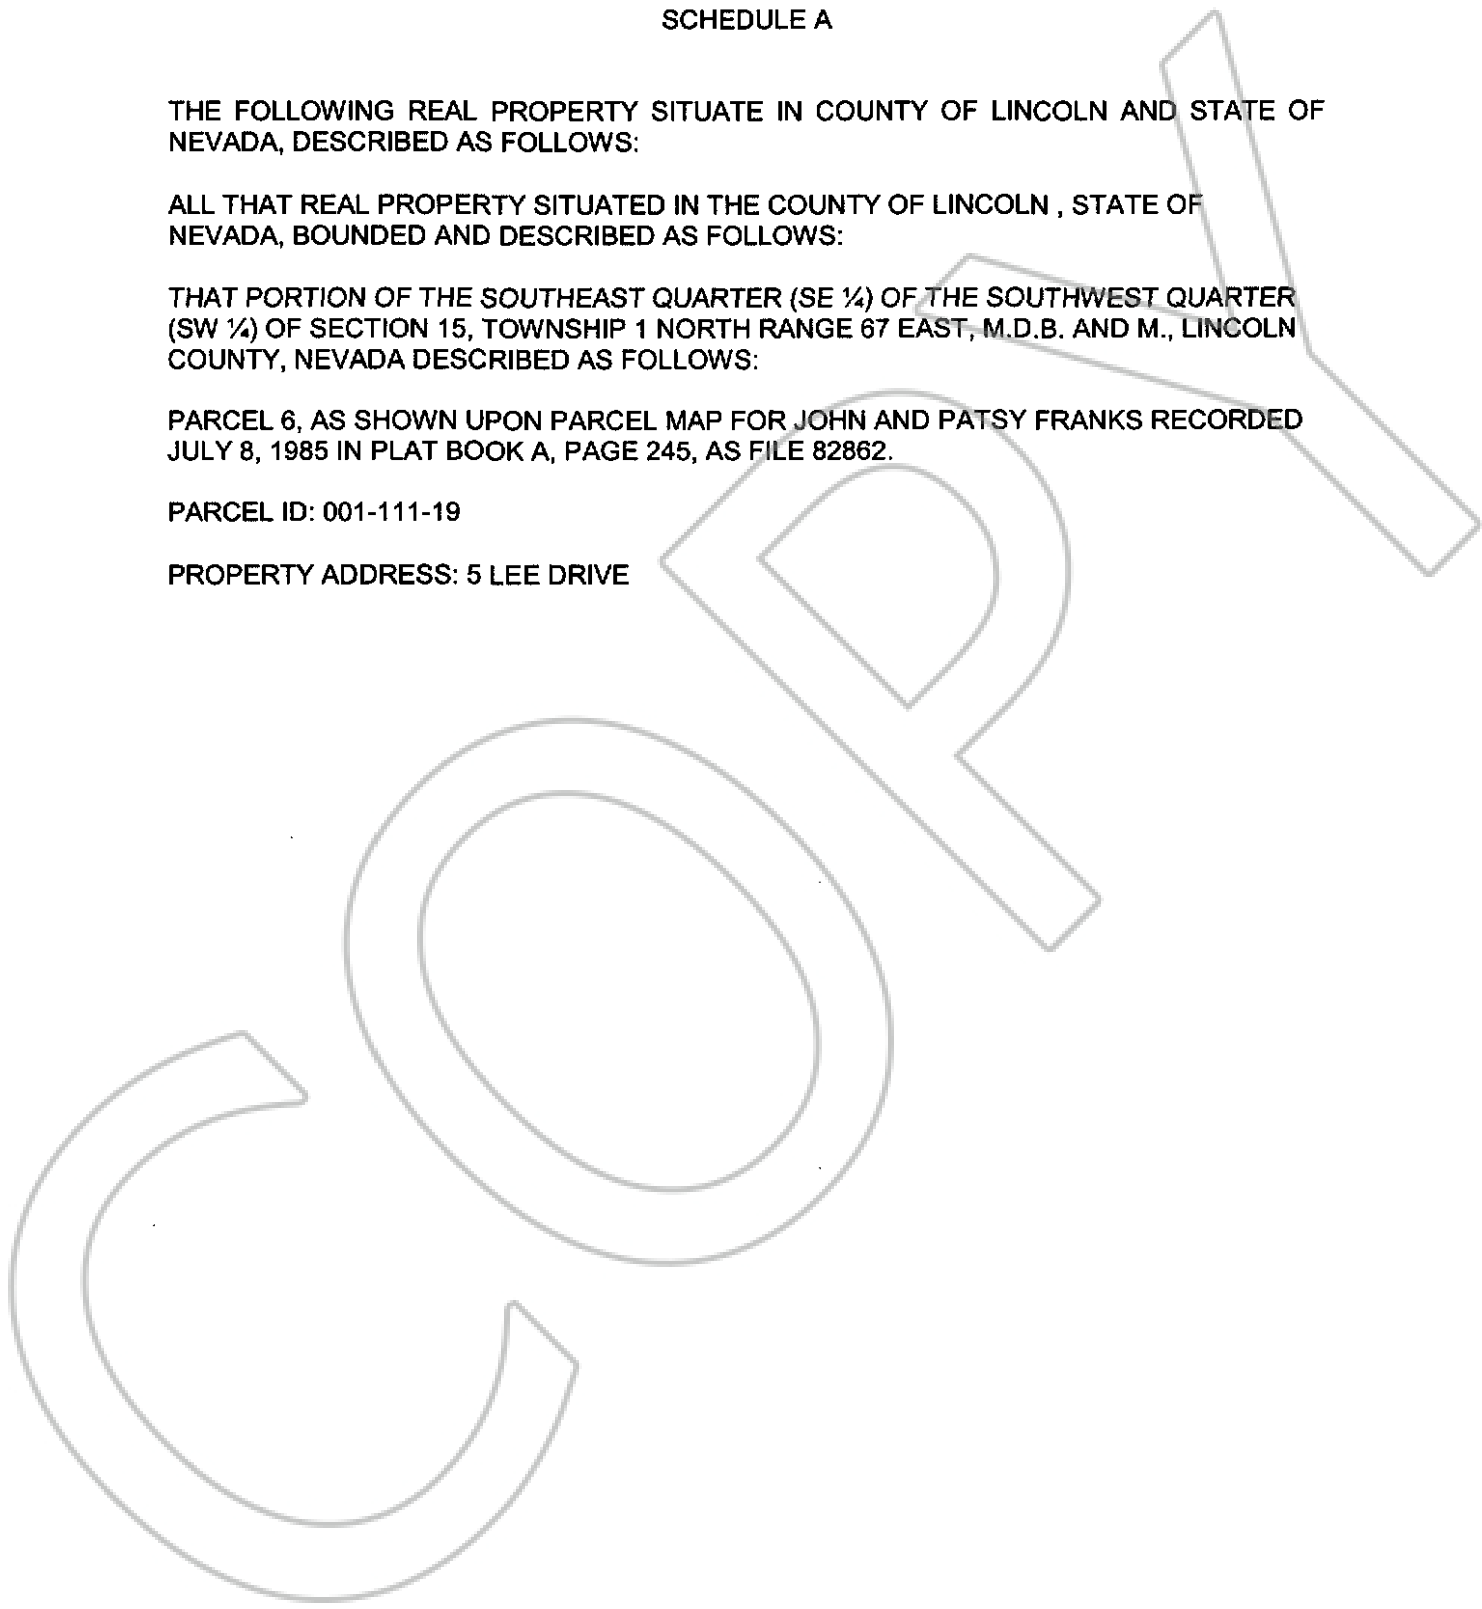 SCHEDULE A
THE FOLLOWING REAL PROPERTY SITUATE IN COUNTY OF LINCOLN AND STATE OF
NEVADA, DESCRIBED AS FOLLOWS:
ALL THAT REAL PROPERTY SITUATED IN THE COUNTY OF LINCOLN , STATE OF
NEVADA, BOUNDED AND DESCRIBED AS FOLLOWS:
THAT PORTION OF THE SOUTHEAST QUARTER (SE ¼) OF THE SOUTHWEST QUARTER
(SW ¼) OF SECTION 15, TOWNSHIP 1 NORTH RANGE 67 EAST, M.D.B. AND M., LINCOLN
COUNTY, NEVADA DESCRIBED AS FOLLOWS:
PARCEL 6, AS SHOWN UPON PARCEL MAP FOR JOHN AND PATSY FRANKS RECORDED
JULY 8, 1985 IN PLAT BOOK A, PAGE 245, AS FILE 82862.
PARCEL ID: 001-111-19
PROPERTY ADDRESS: 5 LEE DRIVE
COPY